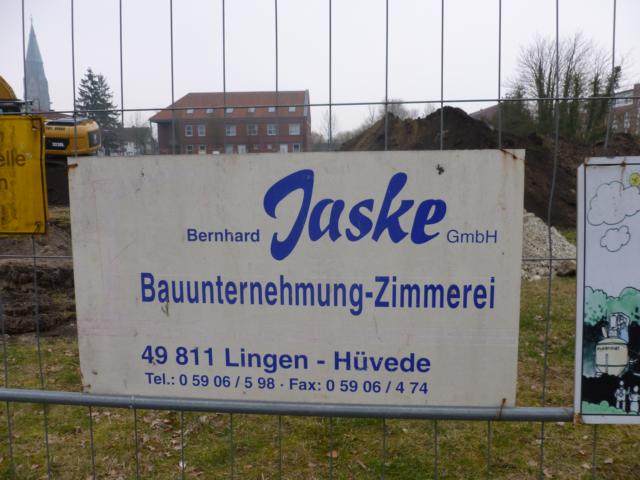 elle
n
Bernhard Jaske GmbH
Bauunternehmung-Zimmerei
49 811 Lingen - Hüvede
Tel.: 0 59 06 / 5 98 · Fax: 0 59 06 / 4 74